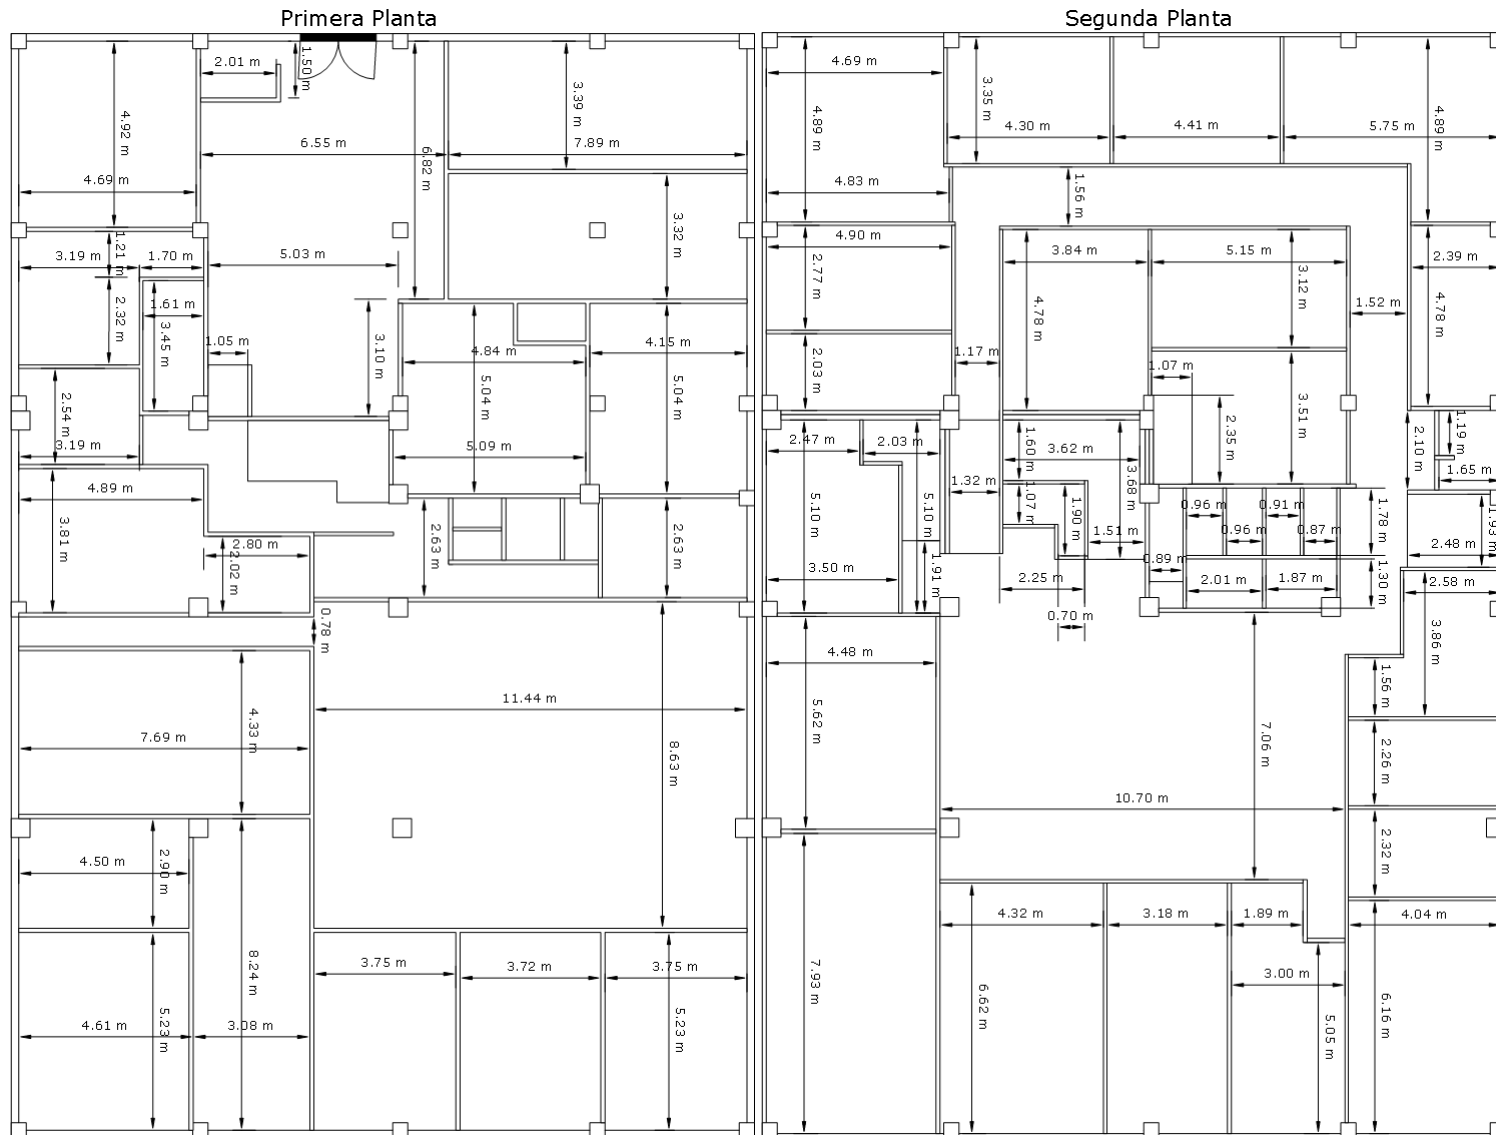 Primera Planta
Segunda Planta
2.01 m
1.50 m
4.92 m
3.39 m
6.55 m
6.82 m
7.89 m
4.69 m
3.32 m
1.21 m
3.19 m
1.70 m
5.03 m
2.32 m
1.61 m
3.45 m
1.05 m
3.10 m
4.84 m
4.15 m
5.04 m
5.04 m
2.54 m
3.19 m
5.09 m
4.89 m
3.81 m
2.80 m
2.02 m
2.63 m
2.63 m
0.78 m
11.44 m
4.33 m
7.69 m
8.63 m
4.50 m
2.90 m
8.24 m
3.75 m
3.72 m
3.75 m
4.61 m
5.23 m
3.08 m
5.23 m
4.69 m
3.35 m
4.89 m
4.30 m
4.41 m
5.75 m
4.89 m
4.83 m
1.56 m
4.90 m
2.77 m
3.84 m
5.15 m
3.12 m
2.39 m
4.78 m
1.52 m
4.78 m
1.17 m
2.03 m
1.07 m
3.51 m
2.35 m
2.10 m
1.19 m
2.47 m
2.03 m
1.60 m
3.62 m
3.68 m
1.65 m
1.32 m
5.10 m
5.10 m
1.07 m
1.90 m
1.51 m
0.96 m
0.91 m
0.96 m
0.87 m
1.78 m
1.93 m
2.48 m
0.89 m
3.50 m
1.91 m
2.25 m
2.01 m
1.87 m
1.30 m
2.58 m
0.70 m
3.86 m
4.48 m
1.56 m
5.62 m
7.06 m
2.26 m
10.70 m
2.32 m
4.32 m
3.18 m
1.89 m
4.04 m
7.93 m
3.00 m
6.62 m
5.05 m
6.16 m